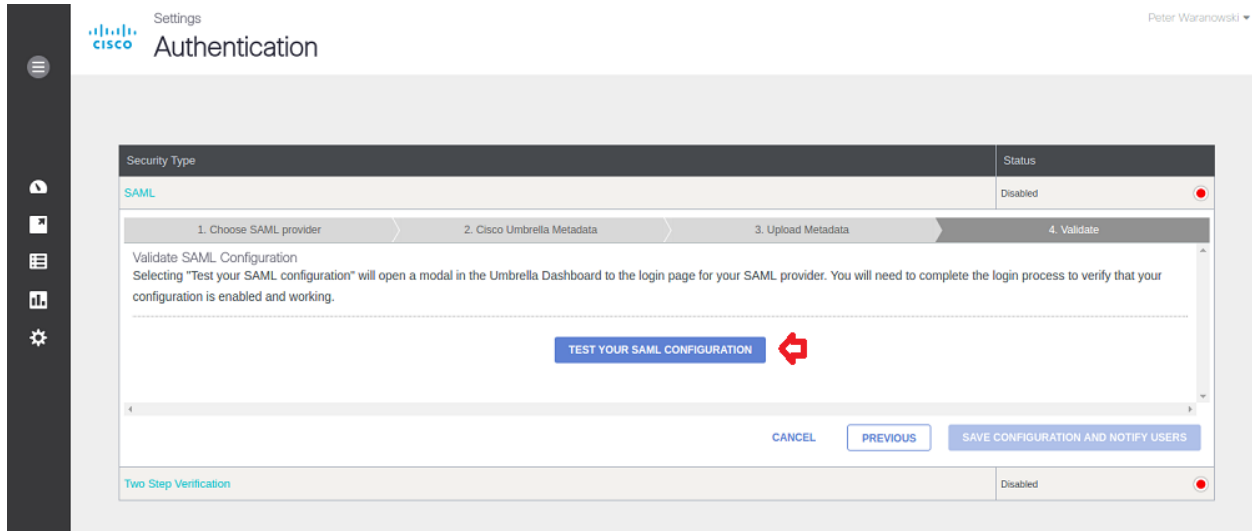 Settings
Peter Waranowski
CISCO
Authentication
Security Type
Status
SAML
Disabled
1. Choose SAML provider
2. Cisco Umbrella Metadata
3. Upload Metadata
4. Validate
Validate SAML Configuration
Selecting "Test your SAML configuration" will open a modal in the Umbrella Dashboard to the login page for your SAML provider. You will need to complete the login process to verify that your
configuration is enabled and working.
TEST YOUR SAML CONFIGURATION
CANCEL
PREVIOUS
SAVE CONFIGURATION AND NOTIFY USERS
Two Step Verification
Disabled